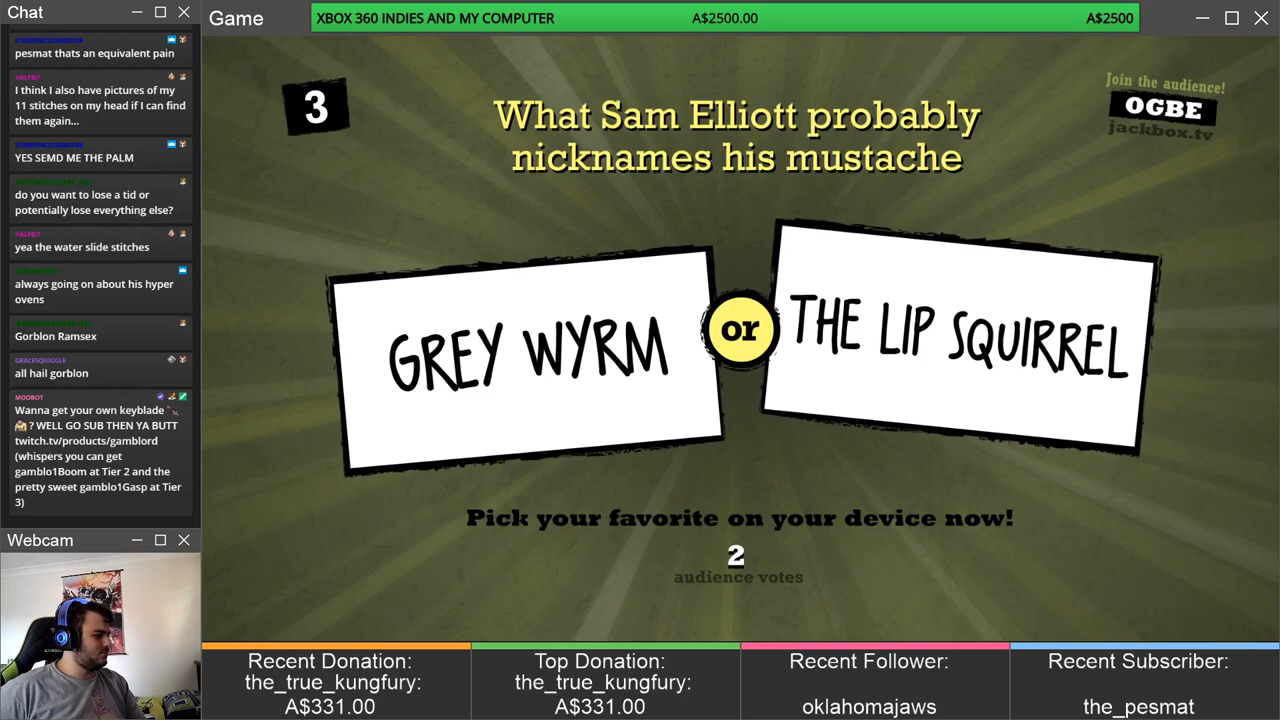 Chat
pesmat thats an equivalent pain
HALFBIT
I think I also have pictures of my
11 stitches on my head if I can find
them again...
YES SEMD ME THE PALM
do you want to lose a tid or
potentially lose everything else?
HALFBIT
yea the water slide stitches
always going on about his hyper
ovens
Gorblon Ramsex
GRACESQUIGGLE
all hail gorblon
MOOBOT
Wanna get your own keyblade
? WELL GO SUB THEN YA BUTT
twitch.tv/products/gamblord
(whispers you can get
gamblo1Boom at Tier 2 and the
pretty sweet gamblo1Gasp at Tier
3)
Webcam
Game
XBOX 360 INDIES AND MY COMPUTER
A$2500.00
A$2500
3
What Sam Elliott probably
nicknames his mustache
Join the audience!
OGBE
jackbox.tv
GREY WYRM
or
THE LIP SQUIRREL
Pick your favorite on your device now!
2
audience votes
Recent Donation:
the_true_kungfury:
A$331.00
Top Donation:
the_true_kungfury:
A$331.00
Recent Follower:
oklahomajaws
Recent Subscriber:
the_pesmat